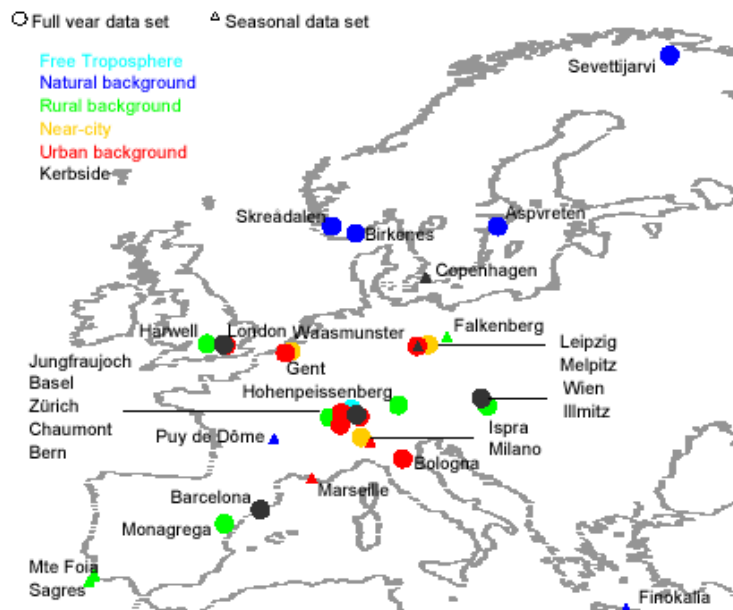 Full year data set
Seasonal data set
Free Troposphere
Natural background
Rural background
Near-city
Urban background
Kerbside
Sevettijarvi
Skreadalen
Birkenes
Aspvreten
Copenhagen
Harwell
London
Waasmunster
Falkenberg
Gent
Leipzig
Melpitz
Jungfraujoch
Basel
Zürich
Chaumont
Bern
Hohenpeissenberg
Wien
Illmitz
Puy de Dôme
Ispra
Milano
Bologna
Marseille
Barcelona
Monagrega
Mte Foia
Sagres
Finokalia